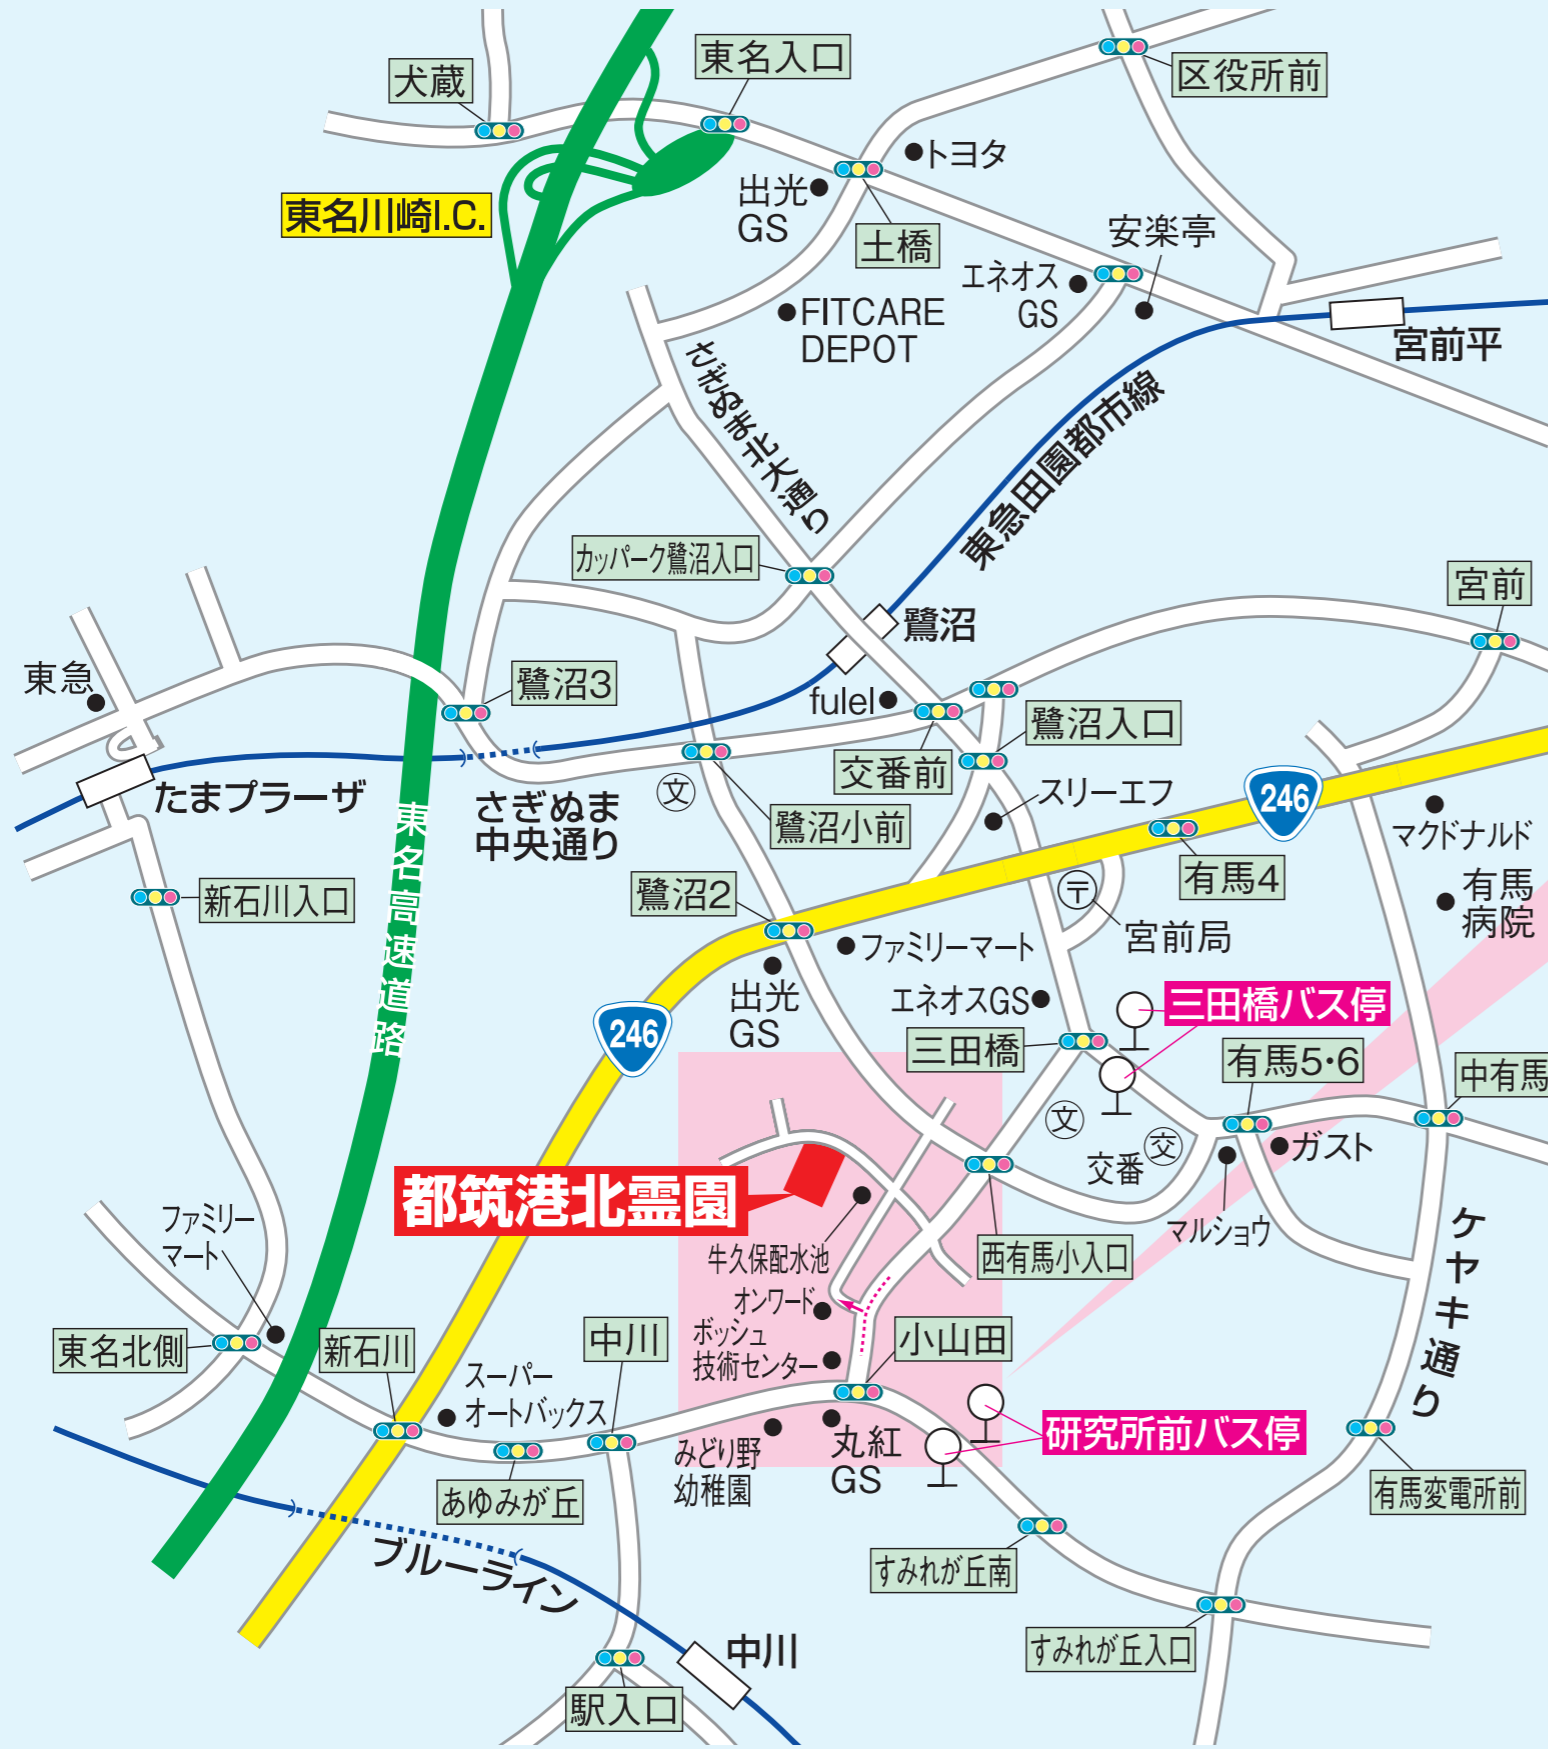 東名入口
犬蔵
区役所前
トヨタ
出光
GS
東名川崎I.C.
土橋
安楽亭
エネオス
GS
FITCARE
DEPOT
宮前平
さぎぬま北大通り
東急田園都市線
カッパーク鷺沼入口
宮前
鷺沼
東急
鷺沼3
fulel
鷺沼入口
交番前
たまプラーザ
さぎぬま
中央通り
文
スリーエフ
246
鷺沼小前
マクドナルド
東名高速道路
有馬4
新石川入口
鷺沼2
〒
有馬
病院
宮前局
ファミリーマート
出光
GS
エネオスGS
三田橋バス停
246
三田橋
有馬5・6
中有馬
文
交番
交
ガスト
都筑港北霊園
ファミリー
マート
マルショウ
牛久保配水池
西有馬小入口
ケヤキ通り
オンワード
ボッシュ
技術センター
小山田
東名北側
新石川
中川
スーパー
オートバックス
みどり野
幼稚園
丸紅
GS
研究所前バス停
あゆみが丘
有馬変電所前
ブルーライン
すみれが丘南
すみれが丘入口
中川
駅入口